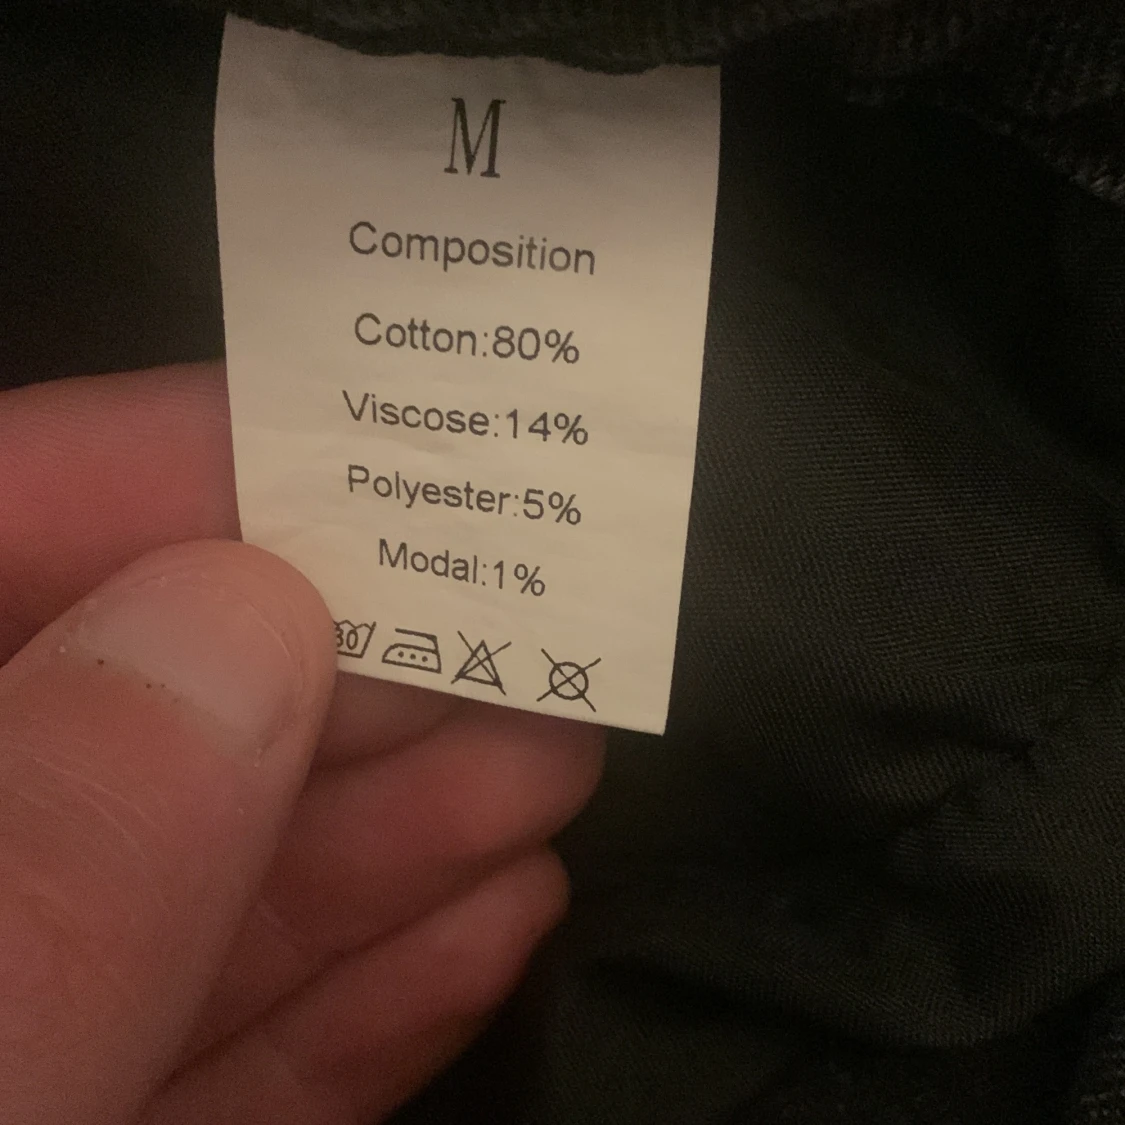 M
Composition
Cotton:80%
Viscose:14%
Polyester:5%
Modal:1%
30